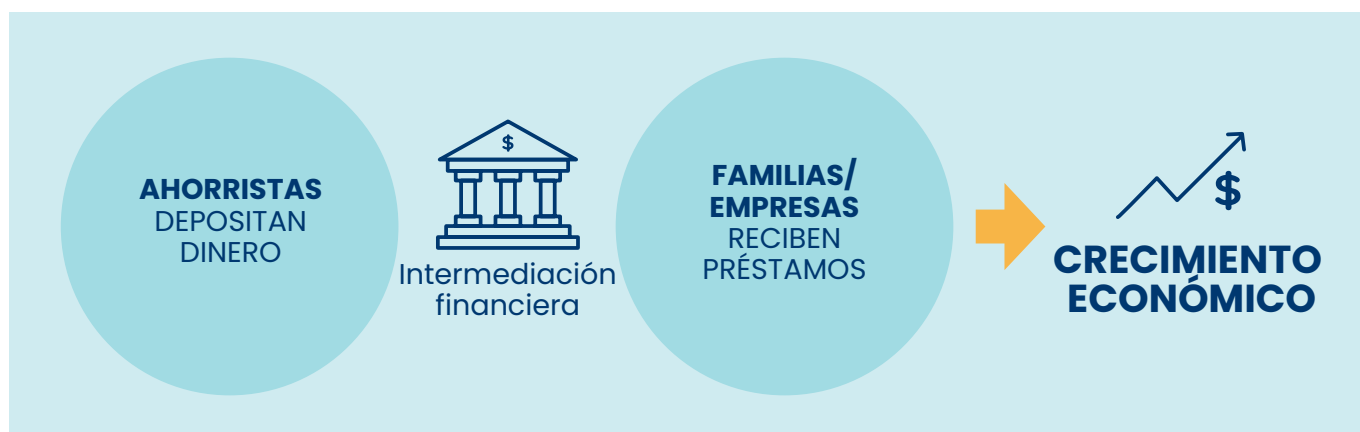 AHORRISTAS
DEPOSITAN
DINERO
$
Intermediación
financiera
FAMILIAS/
EMPRESAS
RECIBEN
PRÉSTAMOS
$
CRECIMIENTO
ECONÓMICO